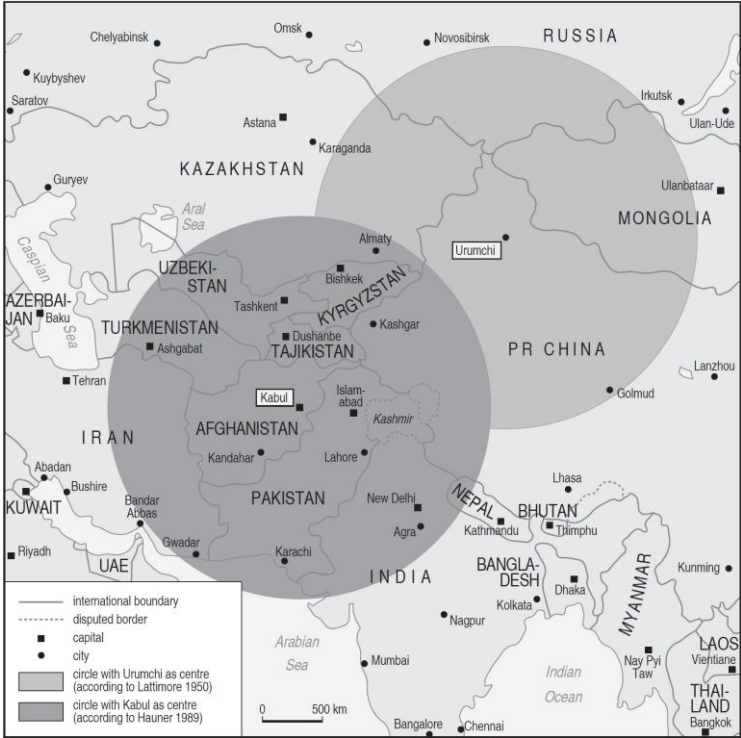 Omsk
Chelyabinsk
Novosibirsk
RUSSIA
Kuybyshev
Saratov
Irkutsk
Ulan-Ude
Astana
Karaganda
KAZAKHSTAN
Guryev
Ulanbataar
Aral
Sea
MONGOLIA
Almaty
Urumchi
Caspian
Sea
UZBEKI-
STAN
Bishkek
KYRGYZSTAN
Tashkent
AZERBAI-
JAN
Baku
TURKMENISTAN
Kashgar
Ashgabat
Dushanbe
TAJIKISTAN
PR CHINA
Lanzhou
Tehran
Golmud
Kabul
Islam-
abad
Kashmir
AFGHANISTAN
IRAN
Kandahar
Lahore
Abadan
Bushire
Lhasa
KUWAIT
Bandar
Abbas
PAKISTAN
New Delhi
NEPAL
BHUTAN
Kathmandu
Thimphu
Agra
Riyadh
Gwadar
Karachi
UAE
INDIA
BANGLA-
DESH
Dhaka
Kunming
MYANMAR
Kolkata
Nagpur
international boundary
disputed border
capital
city
circle with Urumchi as centre
(according to Lattimore 1950)
circle with Kabul as centre
(according to Hauner 1989)
Arabian
Sea
Mumbai
Indian
Ocean
Nay Pyi
Taw
LAOS
Vientiane
THAI-
LAND
Bangkok
0 500 km
Bangalore
Chennai